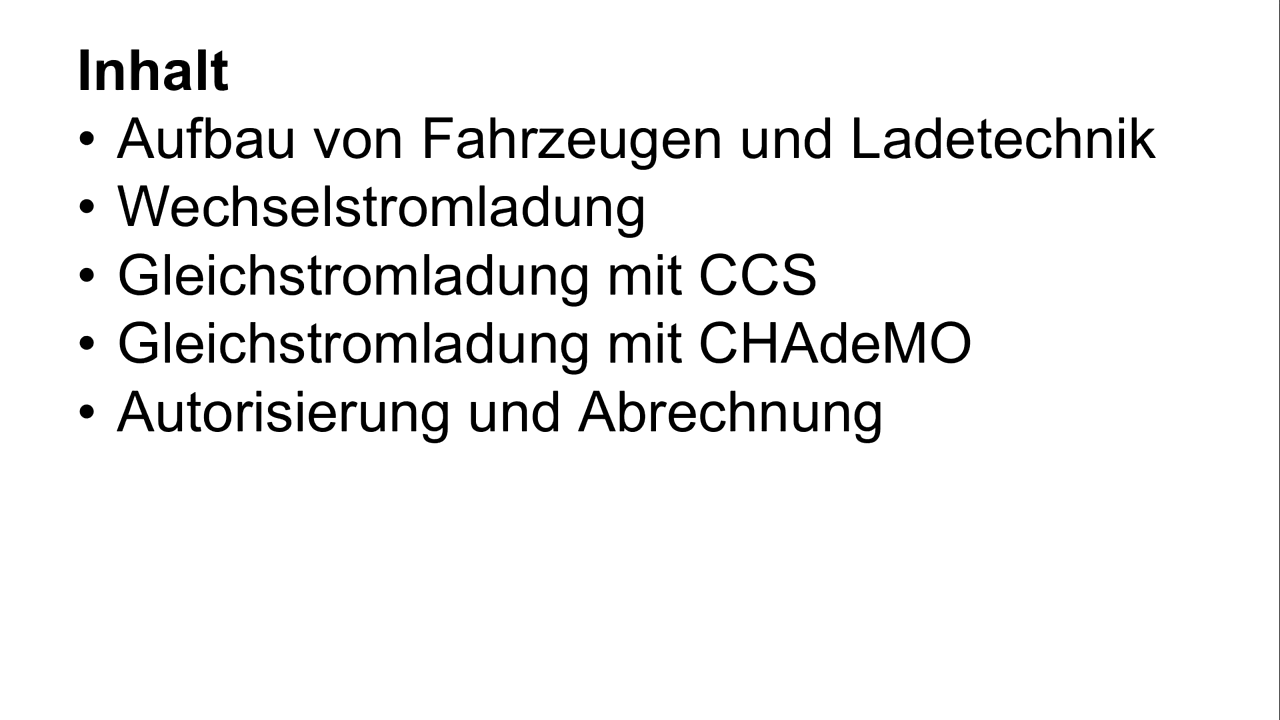 Inhalt
• Aufbau von Fahrzeugen und Ladetechnik
• Wechselstromladung
• Gleichstromladung mit CCS
• Gleichstromladung mit CHAdeMO
• Autorisierung und Abrechnung